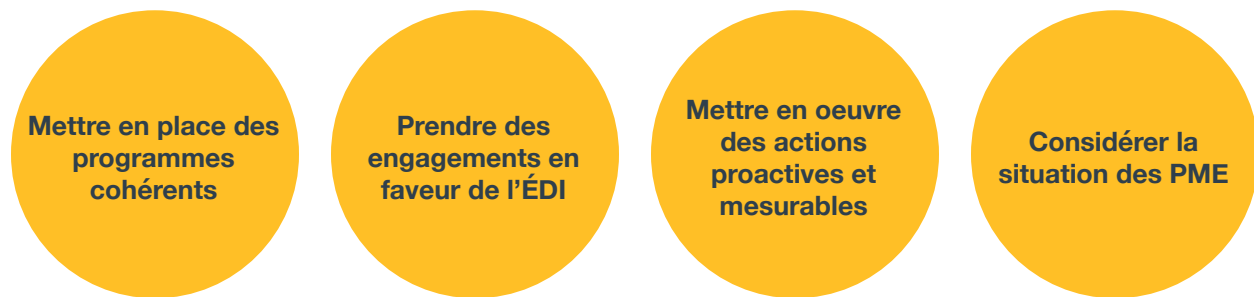 Mettre en place des
programmes
cohérents
Prendre des
engagements en
faveur de l’ÉDI
Mettre en oeuvre
des actions
proactives et
mesurables
Considérer la
situation des PME